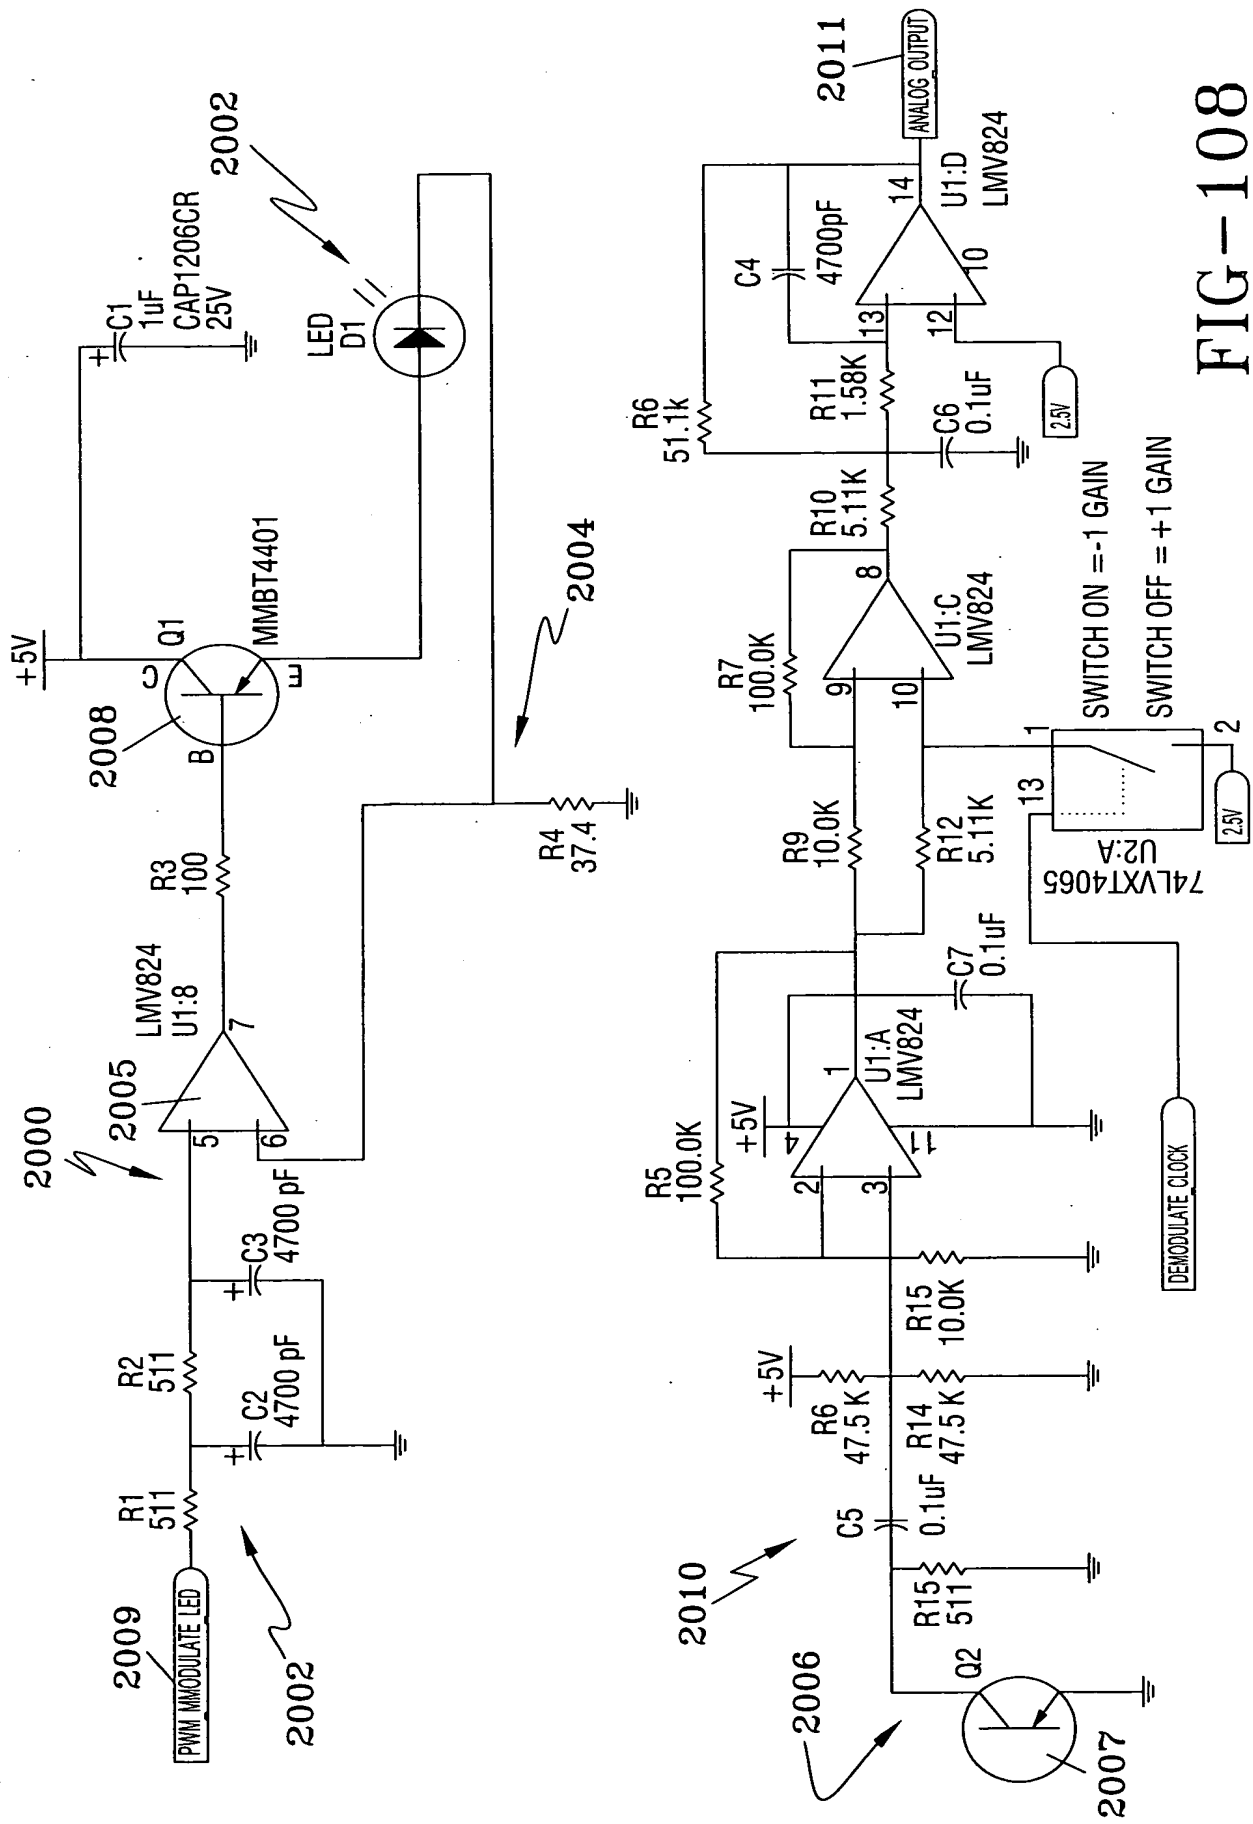 2009
PWM MMODULATE LED
2002
R1
511
C2
4700 pF
R2
511
C3
4700 pF
2000
2005
5
6
7
LMV824
U1:8
R3
100
2008
B
C
E
+5V
Q1
MMBT4401
C1
1uF
CAP1206CR
25V
+
+
+
2002
LED
D1
R4
37.4
2004
2006
2007
Q2
2010
R15
511
C5
0.1uF
+5V
R6
47.5 K
R14
47.5 K
R15
10.0K
R5
100.0K
+5V
4
2
3
11
1
U1:A
LMV824
C7
0.1uF
R9
10.0K
R12
5.11K
R7
100.0K
9
10
8
U1:C
LMV824
DEMODULATE CLOCK
74LVXT4065
U2:A
13
1
2
2.5V
SWITCH ON =-1 GAIN
SWITCH OFF = +1 GAIN
R10
5.11K
R6
51.1k
R11
1.58K
C6
0.1uF
C4
4700pF
13
12
10
14
2.5V
U1:D
LMV824
ANALOG OUTPUT
2011
FIG-108